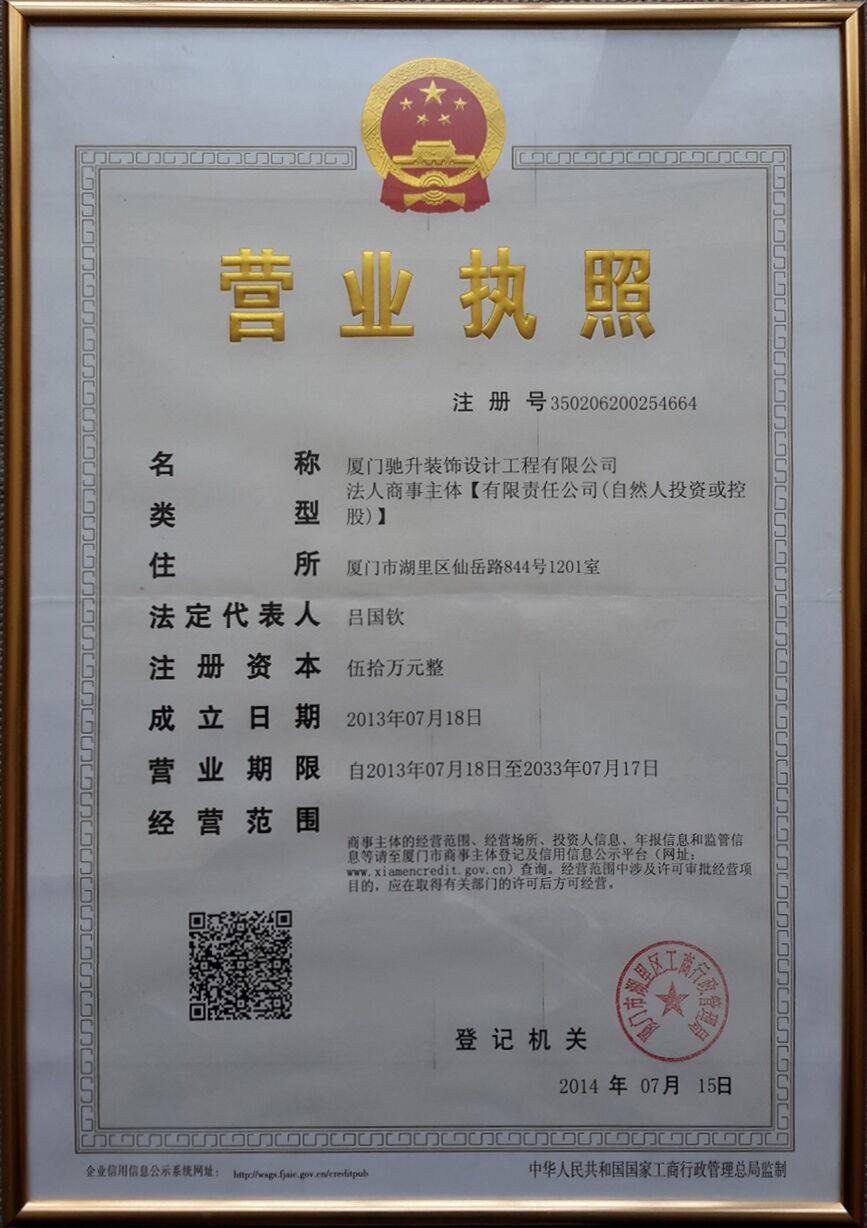 营业执照
注册号350206200254664
名称 厦门驰升装饰设计工程有限公司
类型 法人商事主体【有限责任公司(自然人投资或控
股)】
住所 厦门市湖里区仙岳路844号1201室
法定代表人 吕国钦
注册资本 伍拾万元整
成立日期 2013年07月18日
营业期限 自2013年07月18日至2033年07月17日
经营范围
商事主体的经营范围、经营场所、投资人信息、年报信息和监管信
息等请至厦门市商事主体登记及信用信息公示平台（网址：
www.xiamencredit.gov.cn）查询。经营范围中涉及许可审批经营项
目的，应在取得有关部门的许可后方可经营。
厦门市湖里区工商行政管理局
登记机关
2014 年 07月 15日
企业信用信息公示系统网址： http://wsgs.fjaic.gov.cn/creditpub
中华人民共和国国家工商行政管理总局监制